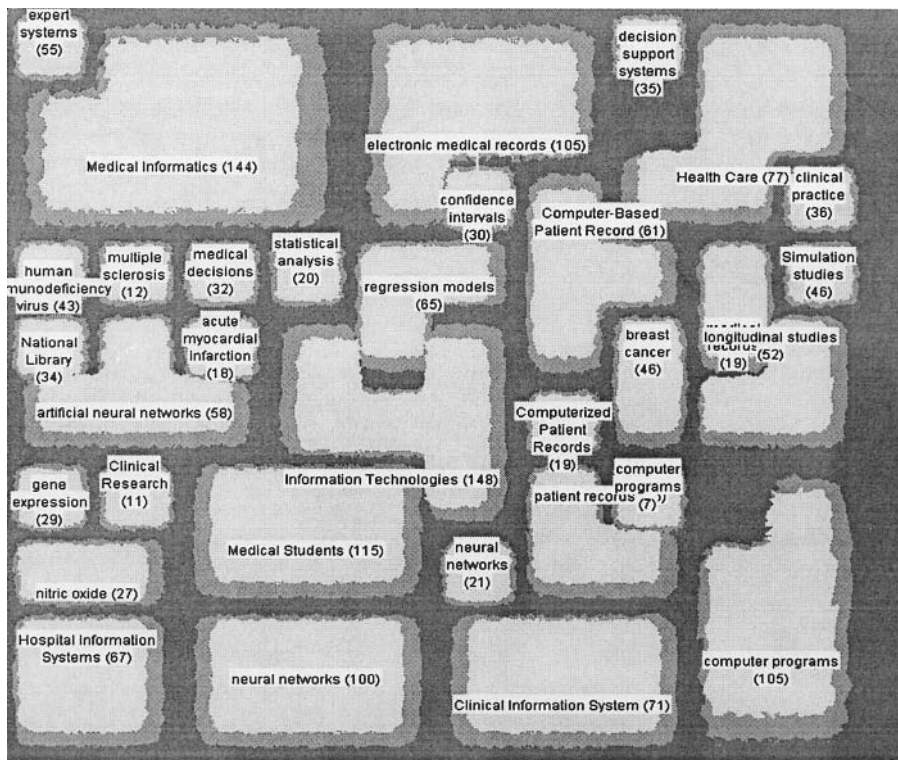 expert
systems
(55)
decision
support
systems
(35)
Medical Informatics (144)
electronic medical records (105)
Health Care (77)
clinical
practice
(36)
confidence
intervals
(30)
Computer-Based
Patient Record (61)
human
munodeficiency
virus (43)
multiple
sclerosis
(12)
medical
decisions
(32)
statistical
analysis
(20)
regression models
(65)
Simulation
studies
(46)
National
Library
(34)
acute
myocardial
infarction
(18)
breast
cancer
(46)
records
(19)
longitudinal studies
(52)
artificial neural networks (58)
Computerized
Patient
Records
(19)
gene
expression
(29)
Clinical
Research
(11)
Information Technologies (148)
patient records
computer
programs
(7)
Medical Students (115)
neural
networks
(21)
nitric oxide (27)
Hospital Information
Systems (67)
neural networks (100)
Clinical Information System (71)
computer programs
(105)